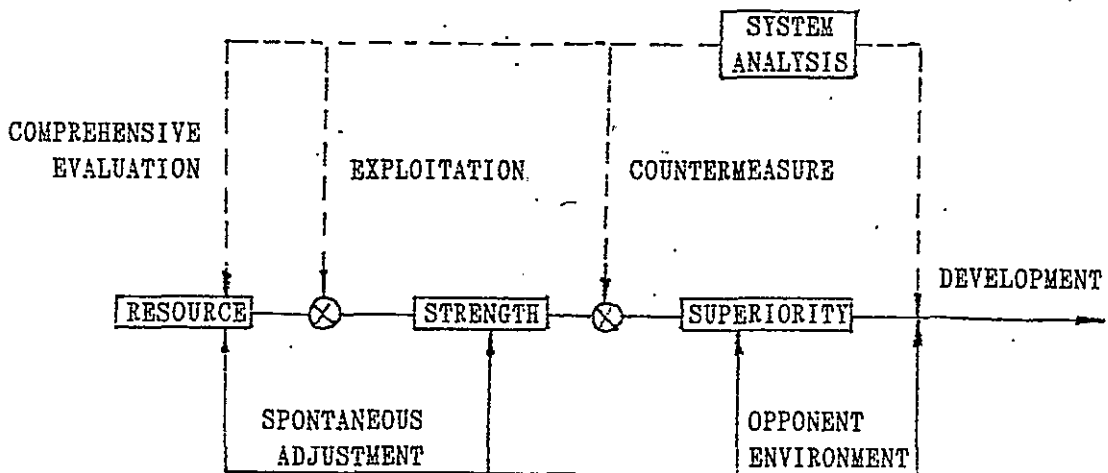 SYSTEM
ANALYSIS
COMPREHENSIVE
EVALUATION
EXPLOITATION
COUNTERMEASURE
DEVELOPMENT
RESOURCE
STRENGTH
SUPERIORITY
SPONTANEOUS
ADJUSTMENT
OPPONENT
ENVIRONMENT